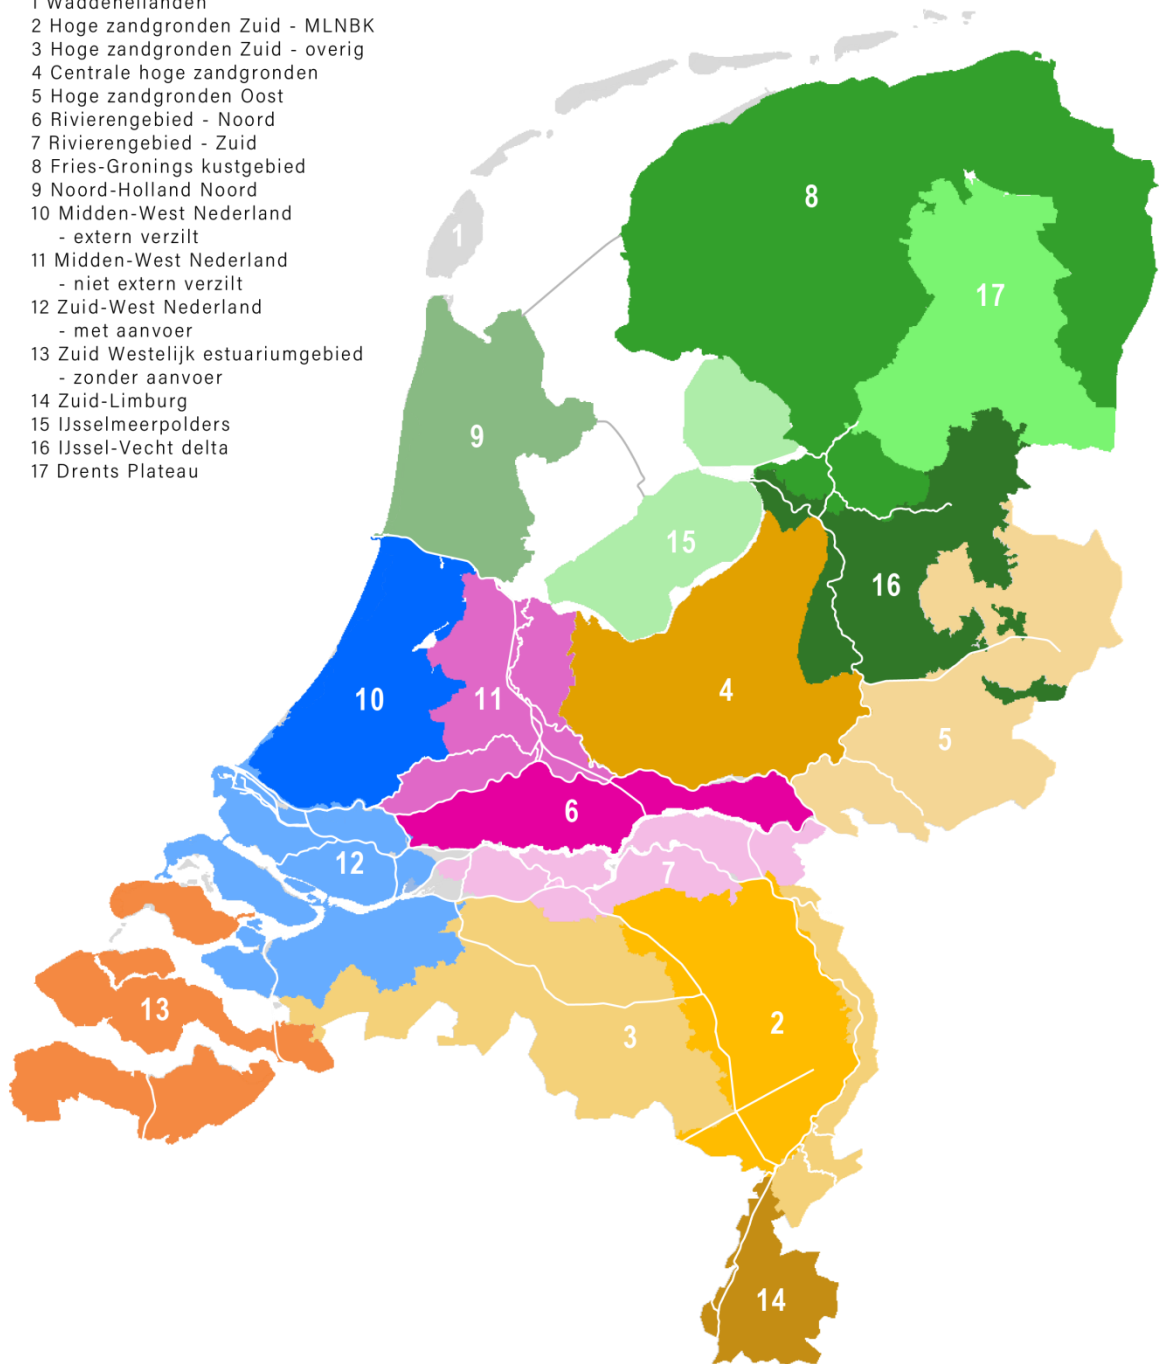 1 Waddeneilanden
2 Hoge zandgronden Zuid - MLNBK
3 Hoge zandgronden Zuid - overig
4 Centrale hoge zandgronden
5 Hoge zandgronden Oost
6 Rivierengebied - Noord
7 Rivierengebied - Zuid
8 Fries-Gronings kustgebied
9 Noord-Holland Noord
10 Midden-West Nederland
- extern verzilt
11 Midden-West Nederland
- niet extern verzilt
12 Zuid-West Nederland
- met aanvoer
13 Zuid Westelijk estuariumgebied
- zonder aanvoer
14 Zuid-Limburg
15 IJsselmeerpolders
16 IJssel-Vecht delta
17 Drents Plateau
8
1
17
9
15
16
4
10
11
5
6
12
7
13
2
3
14